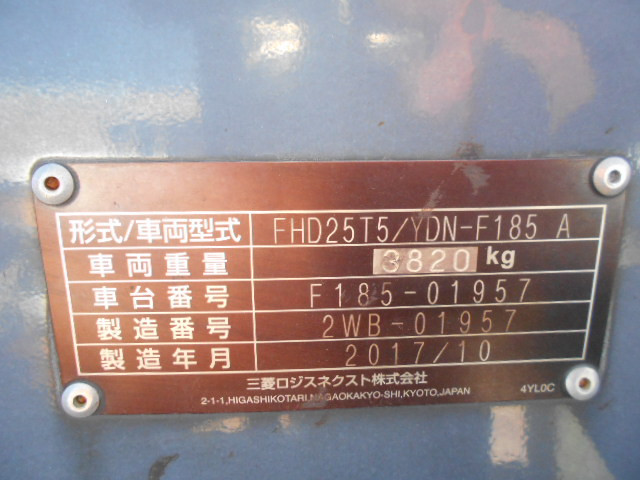 形式/車両型式 FHD25T5/YDN-F185 A
車両重量 3820 kg
車台番号 F185-01957
製造番号 2WB-01957
製造年月 2017/10
三菱ロジスネクスト株式会社
2-1-1,HIGASHIKOTARI,NAGAOKAKYO-SHI,KYOTO,JAPAN 4YL0C